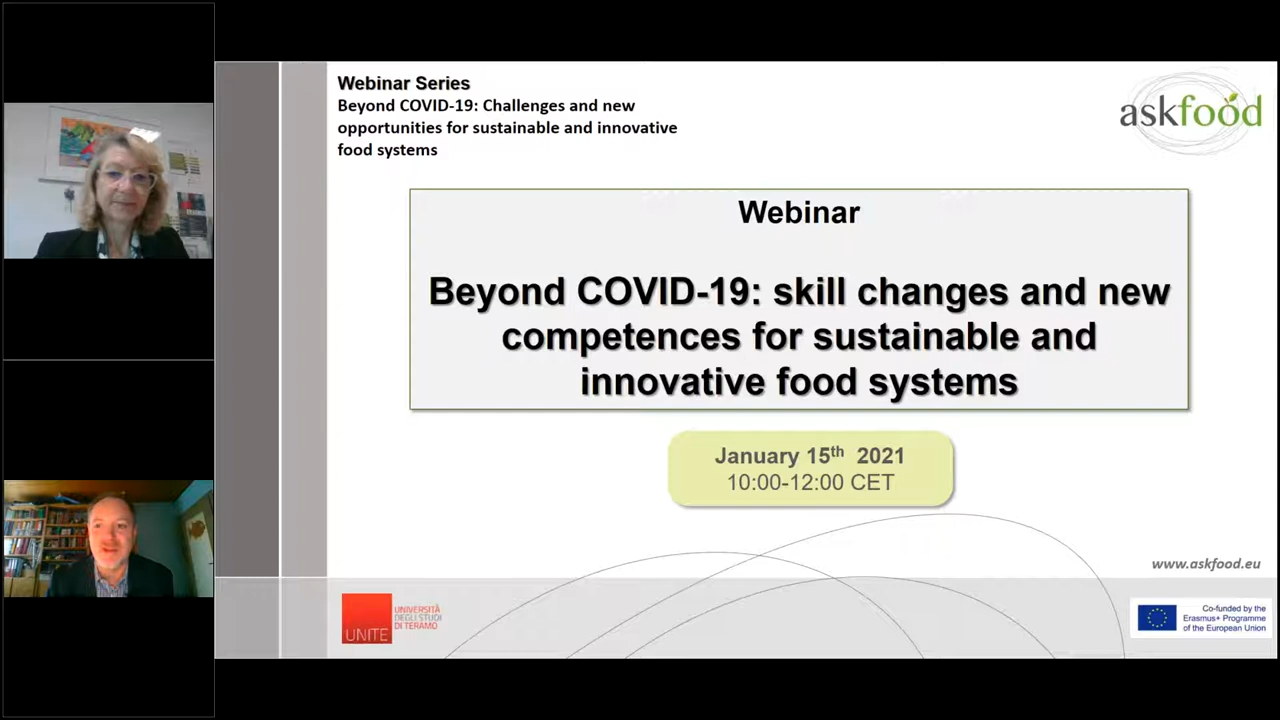 Webinar Series
Beyond COVID-19: Challenges and new
opportunities for sustainable and innovative
food systems
askfood
Webinar
Beyond COVID-19: skill changes and new
competences for sustainable and
innovative food systems
January 15th 2021
10:00-12:00 CET
www.askfood.eu
UNITE
UNIVERSITÀ
DEGLI STUDI
DI TERAMO
Co-funded by the
Erasmus+ Programme
of the European Union